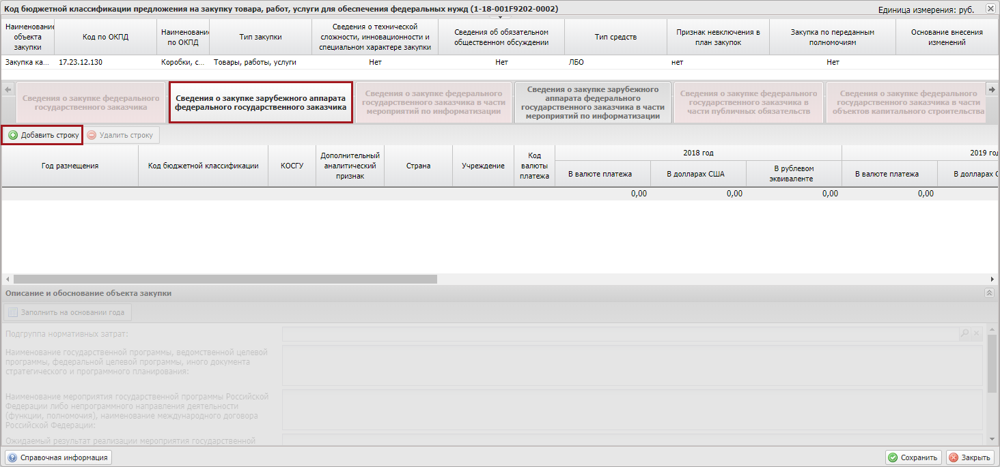 Код бюджетной классификации предложения на закупку товара, работ, услуги для обеспечения федеральных нужд (1-18-001F9202-0002)
Единица измерения: руб.
Наименование
объекта
закупки
Код по ОКПД
Наименование
по ОКПД
Тип закупки
Сведения о технической
сложности, инновационности и
специальном характере закупки
Сведения об обязательном
общественном обсуждении
Тип средств
Признак невключения в
план закупок
Закупка по переданным
полномочиям
Основание внесения
изменений
Закупка ка...
17.23.12.130
Коробки, с...
Товары, работы, услуги
Нет
Нет
ЛБО
нет
Нет
Сведения о закупке федерального
государственного заказчика
Сведения о закупке зарубежного аппарата
федерального государственного заказчика
Сведения о закупке федерального
государственного заказчика в части
мероприятий по информатизации
Сведения о закупке зарубежного
аппарата федерального
государственного заказчика в части
мероприятий по информатизации
Сведения о закупке федерального
государственного заказчика в
части публичных обязательств
Сведения о закупке федерального
государственного заказчика в части
объектов капитального строительства
Добавить строку
Удалить строку
Год размещения
Код бюджетной классификации
КОСГУ
Дополнительный
аналитический
признак
Страна
Учреждение
Код
валюты
платежа
2018 год
В валюте платежа
В долларах США
В рублевом
эквиваленте
2019 год
В валюте платежа
В долларах С
0,00
0,00
0,00
0,00
Описание и обоснование объекта закупки
Заполнить на основании года
Подгруппа нормативных затрат:
Наименование государственной программы, ведомственной целевой
программы, федеральной целевой программы, иного документа
стратегического и программного планирования:
Наименование мероприятия государственной программы Российской
Федерации либо непрограммного направления деятельности
(функции, полномочия), наименование международного договора
Российской Федерации:
Ожидаемый результат реализации мероприятия государственной
Справочная информация
Сохранить
Закрыть